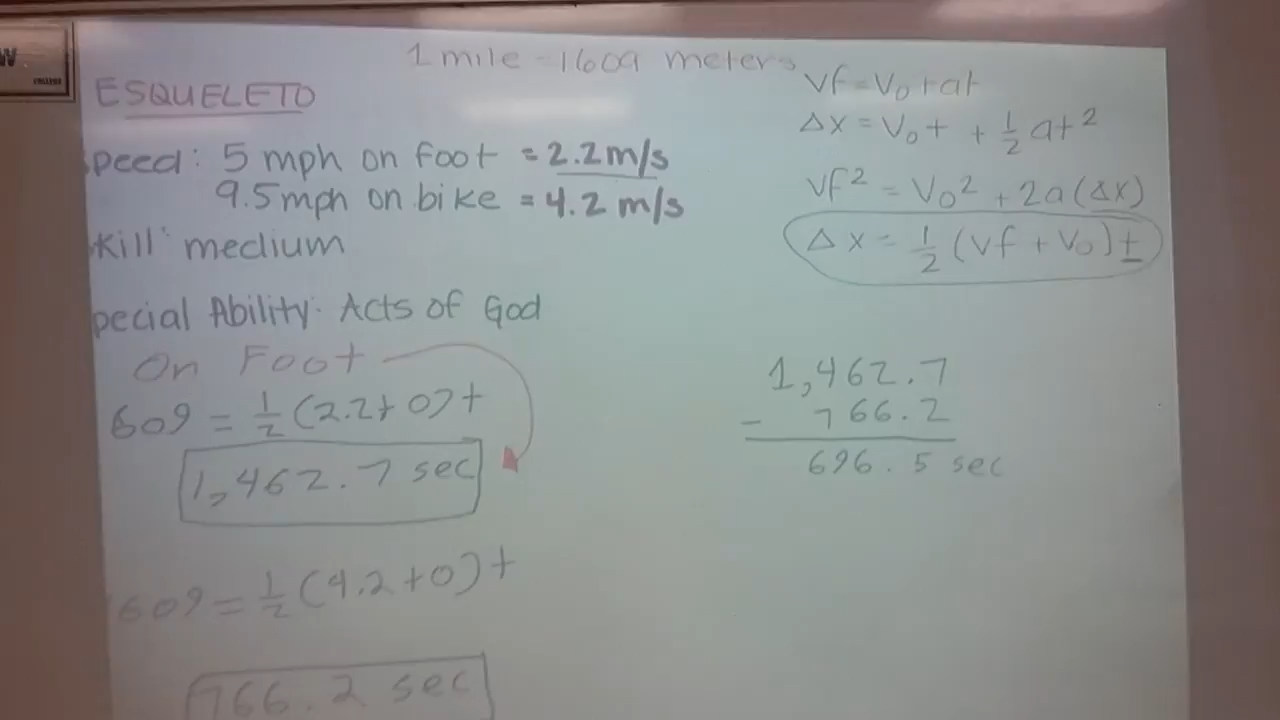 W
COLLEGE
1 mile = 1609 meters
ESQUELETO
peed: 5 mph on foot = 2.2m/s
9.5mph on bike = 4.2 m/s
kill: medium
pecial Ability: Acts of God
On Foot
609 = 1/2 (2.2+0)t
1,462.7 sec
609 = 1/2 (4.2+0)t
766.2 sec
Vf = V₀ + at
Δx = V₀t + 1/2 at²
Vf² = V₀² + 2a(Δx)
Δx = 1/2 (Vf + V₀)t
1,462.7
- 766.2
696.5 sec